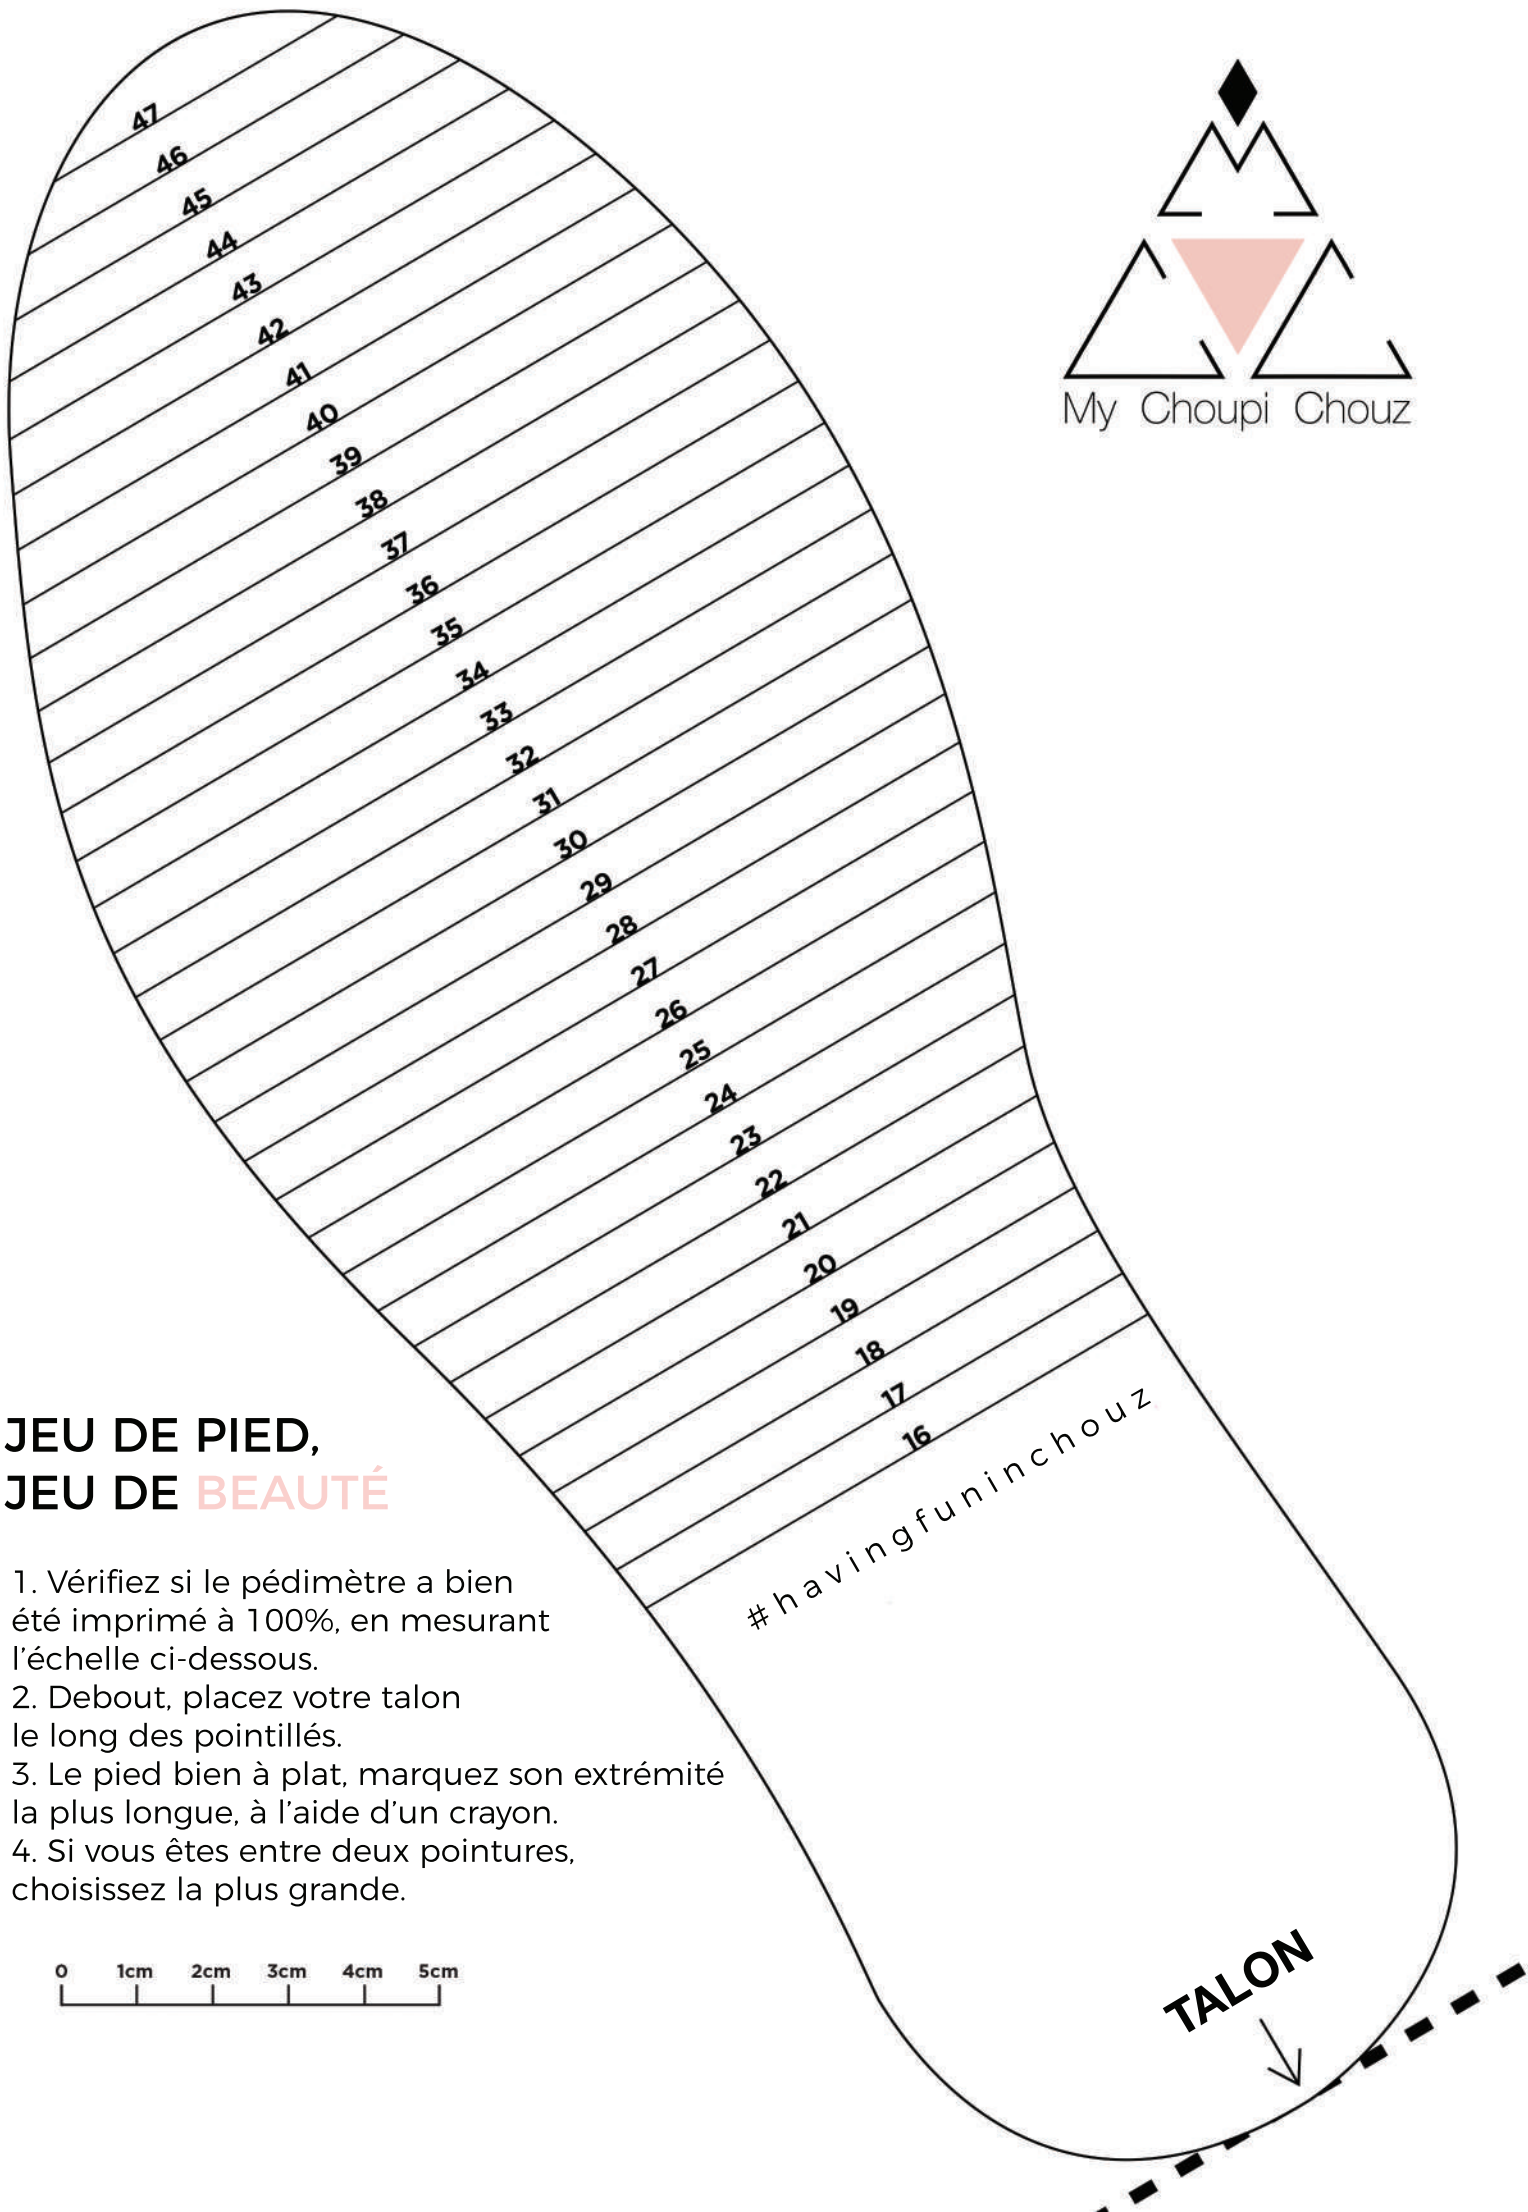 47
46
45
44
43
42
41
40
39
38
37
36
35
34
33
32
31
30
29
28
27
26
25
24
23
22
21
20
19
18
17
16
#havingfuninchouz
My Choupi Chouz
JEU DE PIED,
JEU DE BEAUTÉ
1. Vérifiez si le pédimètre a bien
été imprimé à 100%, en mesurant
l'échelle ci-dessous.
2. Debout, placez votre talon
le long des pointillés.
3. Le pied bien à plat, marquez son extrémité
la plus longue, à l'aide d'un crayon.
4. Si vous êtes entre deux pointures,
choisissez la plus grande.
0 1cm 2cm 3cm 4cm 5cm
TALON